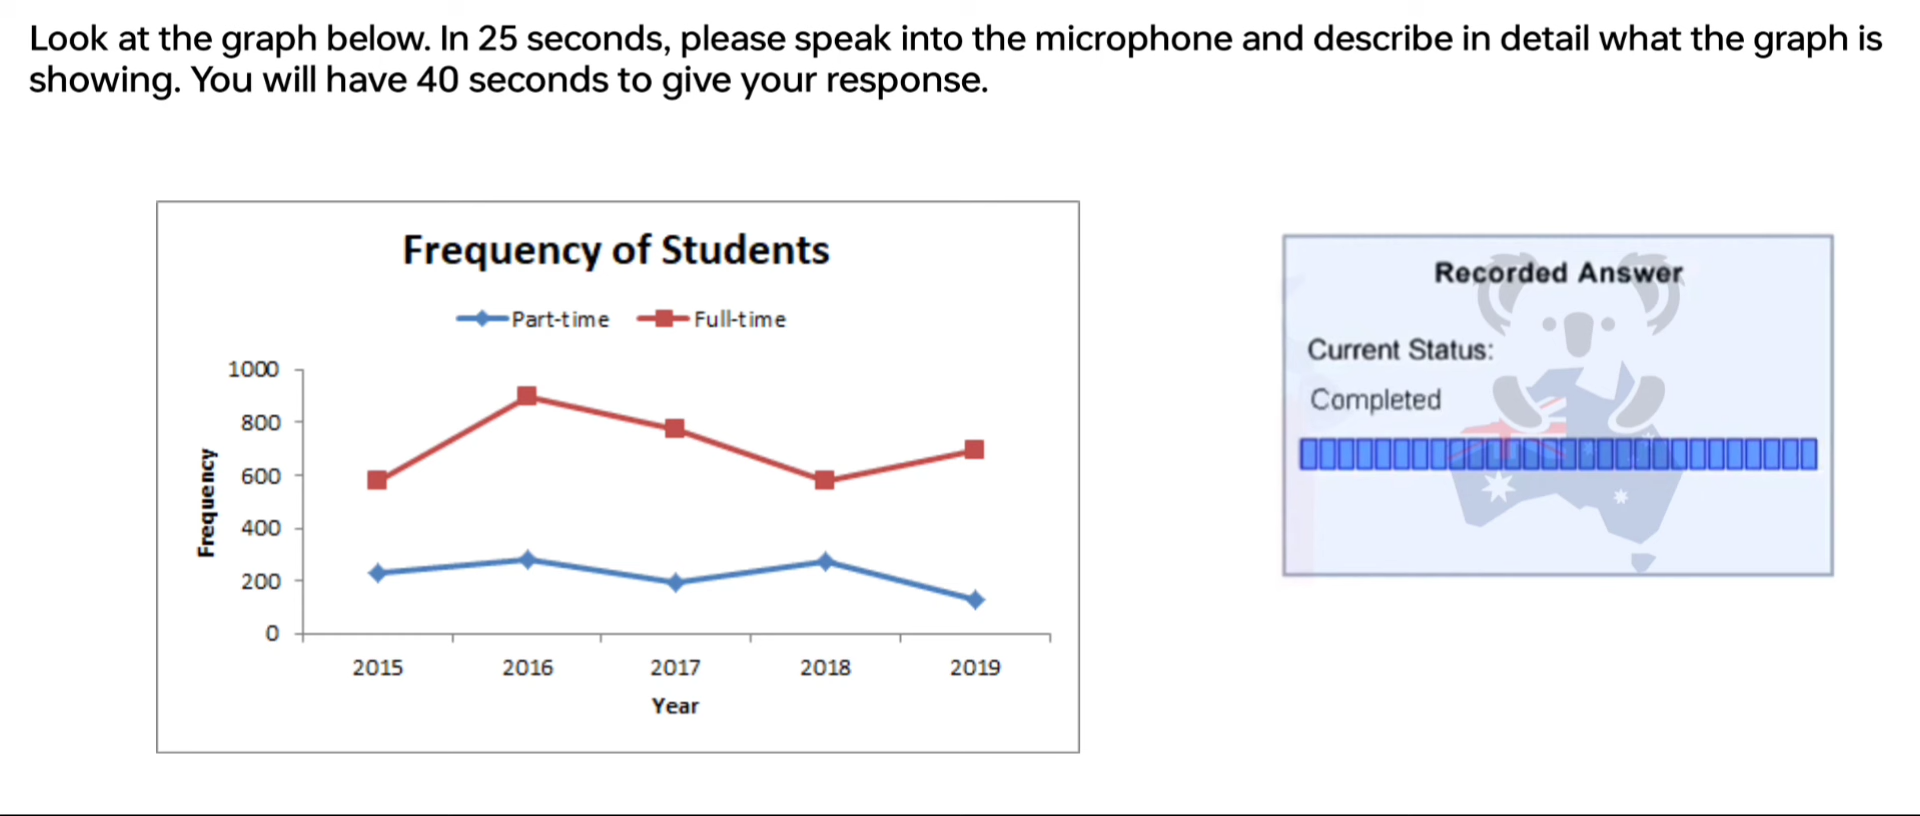 Look at the graph below. In 25 seconds, please speak into the microphone and describe in detail what the graph is
showing. You will have 40 seconds to give your response.
Frequency of Students
Part-time Full-time
1000
800
600
400
200
0
Frequency
2015 2016 2017 2018 2019
Year
Recorded Answer
Current Status:
Completed